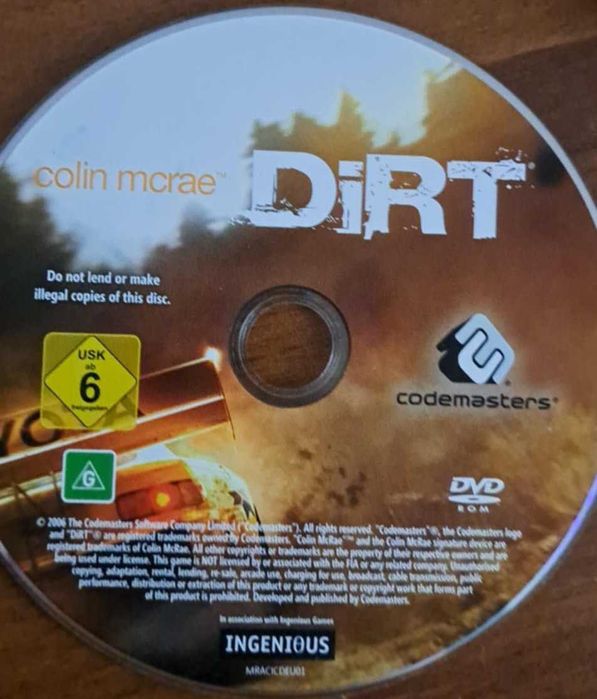 colin mcrae™ DiRT®
Do not lend or make
illegal copies of this disc.
USK
ab
6
freigegeben
YO A
G
codemasters®
DVD
ROM
© 2006 The Codemasters Software Company Limited ("Codemasters"). All rights reserved. "Codemasters"®, the Codemasters logo
and "DiRT"® are registered trademarks owned by Codemasters. "Colin McRae"™ and the Colin McRae signature device are
registered trademarks of Colin McRae. All other copyrights or trademarks are the property of their respective owners and are
being used under license. This game is NOT licensed by or associated with the FIA or any related company. Unauthorised
copying, adaptation, rental, lending, re-sale, arcade use, charging for use, broadcast, cable transmission, public
performance, distribution or extraction of this product or any trademark or copyright work that forms part
of this product is prohibited. Developed and published by Codemasters.
In association with Ingenious Games
INGENIOUS
MRACICDEU01